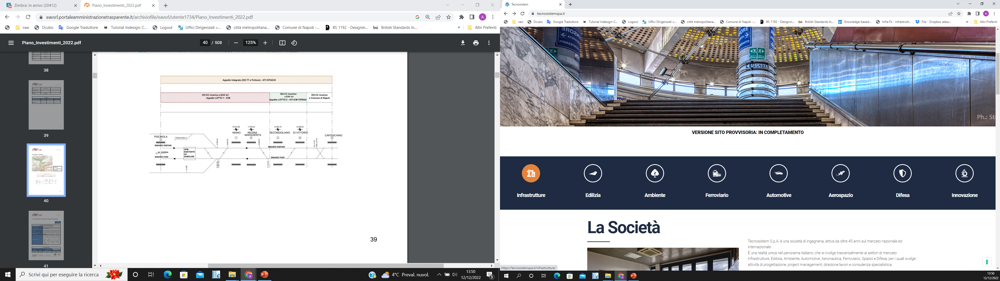 Zimbra: In arrivo (20412)
Piano_Investimenti_2022.pdf
eavsrl.portaleamministrazionetrasparente.it/archiviofile/eavsrl/utente1734/Piano_Investimenti_2022.pdf
A
raw
Dcubo
Google Traduttore
Tutorial Indesign: C...
Logout
Uffici Dirigenziali »...
città metropolitana...
Comune di Napoli -...
BS 1192 - Designin...
bsi. British Standards In...
»
Altri Preferiti
Piano_Investimenti_2022.pdf
40 / 508
125%
38
39
40
41
Appalto Integrato (OO.TT e Finiture) - ATI HITACHI
OO.CC incarico a EAV srl
Appalto LOTTO 1 - ICM
OO.CC incarico
a EAV srl
Appalto LOTTO 2 - ATI ICM ITERGA
OO.CC incarico
a Comune di Napoli
MIANO
REGINA
MARGHERITA
SECONDIGLIANO
DI VITTORIO
PISCINOLA
TRONCHINO 3
CAPODICHINO
FINE LOTTO
BINARIO DISPARI
BINARIO DISPARI
OPM
ESISTENTE
DA
DEMOLIRE
AVERSA
BINARIO PARI
BINARIO PARI
39
Scrivi qui per eseguire la ricerca
4°C Preval. nuvol.
13:50
12/12/2022
3
Tecnosistem
tecnosistemspa.it
A
raw
Dcubo
Google Traduttore
Tutorial Indesign: C...
Logout
Uffici Dirigenziali »...
città metropolitana...
Comune di Napoli -...
BS 1192 - Designin...
bsi. British Standards In...
Knowledge-based...
Infra.To - Infrastrutt...
File - Dropbox aless...
»
Altri Preferiti
USCITA
Ph.: St
VERSIONE SITO PROVVISORIA: IN COMPLETAMENTO
Infrastrutture
Edilizia
Ambiente
Ferroviario
Automotive
Aerospazio
Difesa
Innovazione
La Società
Tecnosistem S.p.A. è una società di ingegneria, attiva da oltre 45 anni sul mercato nazionale ed
internazionale.
È una realtà unica nel panorama italiano, che si rivolge trasversalmente ai settori di mercato
Infrastrutture, Edilizia, Ambiente, Automotive, Aeronautica, Ferroviario, Spazio e Difesa, per i quali svolge
attività di progettazione, project management, direzione lavori e consulenza specialistica.
https://tecnosistemspa.it/infrastrutture/
13:50
12/12/2022